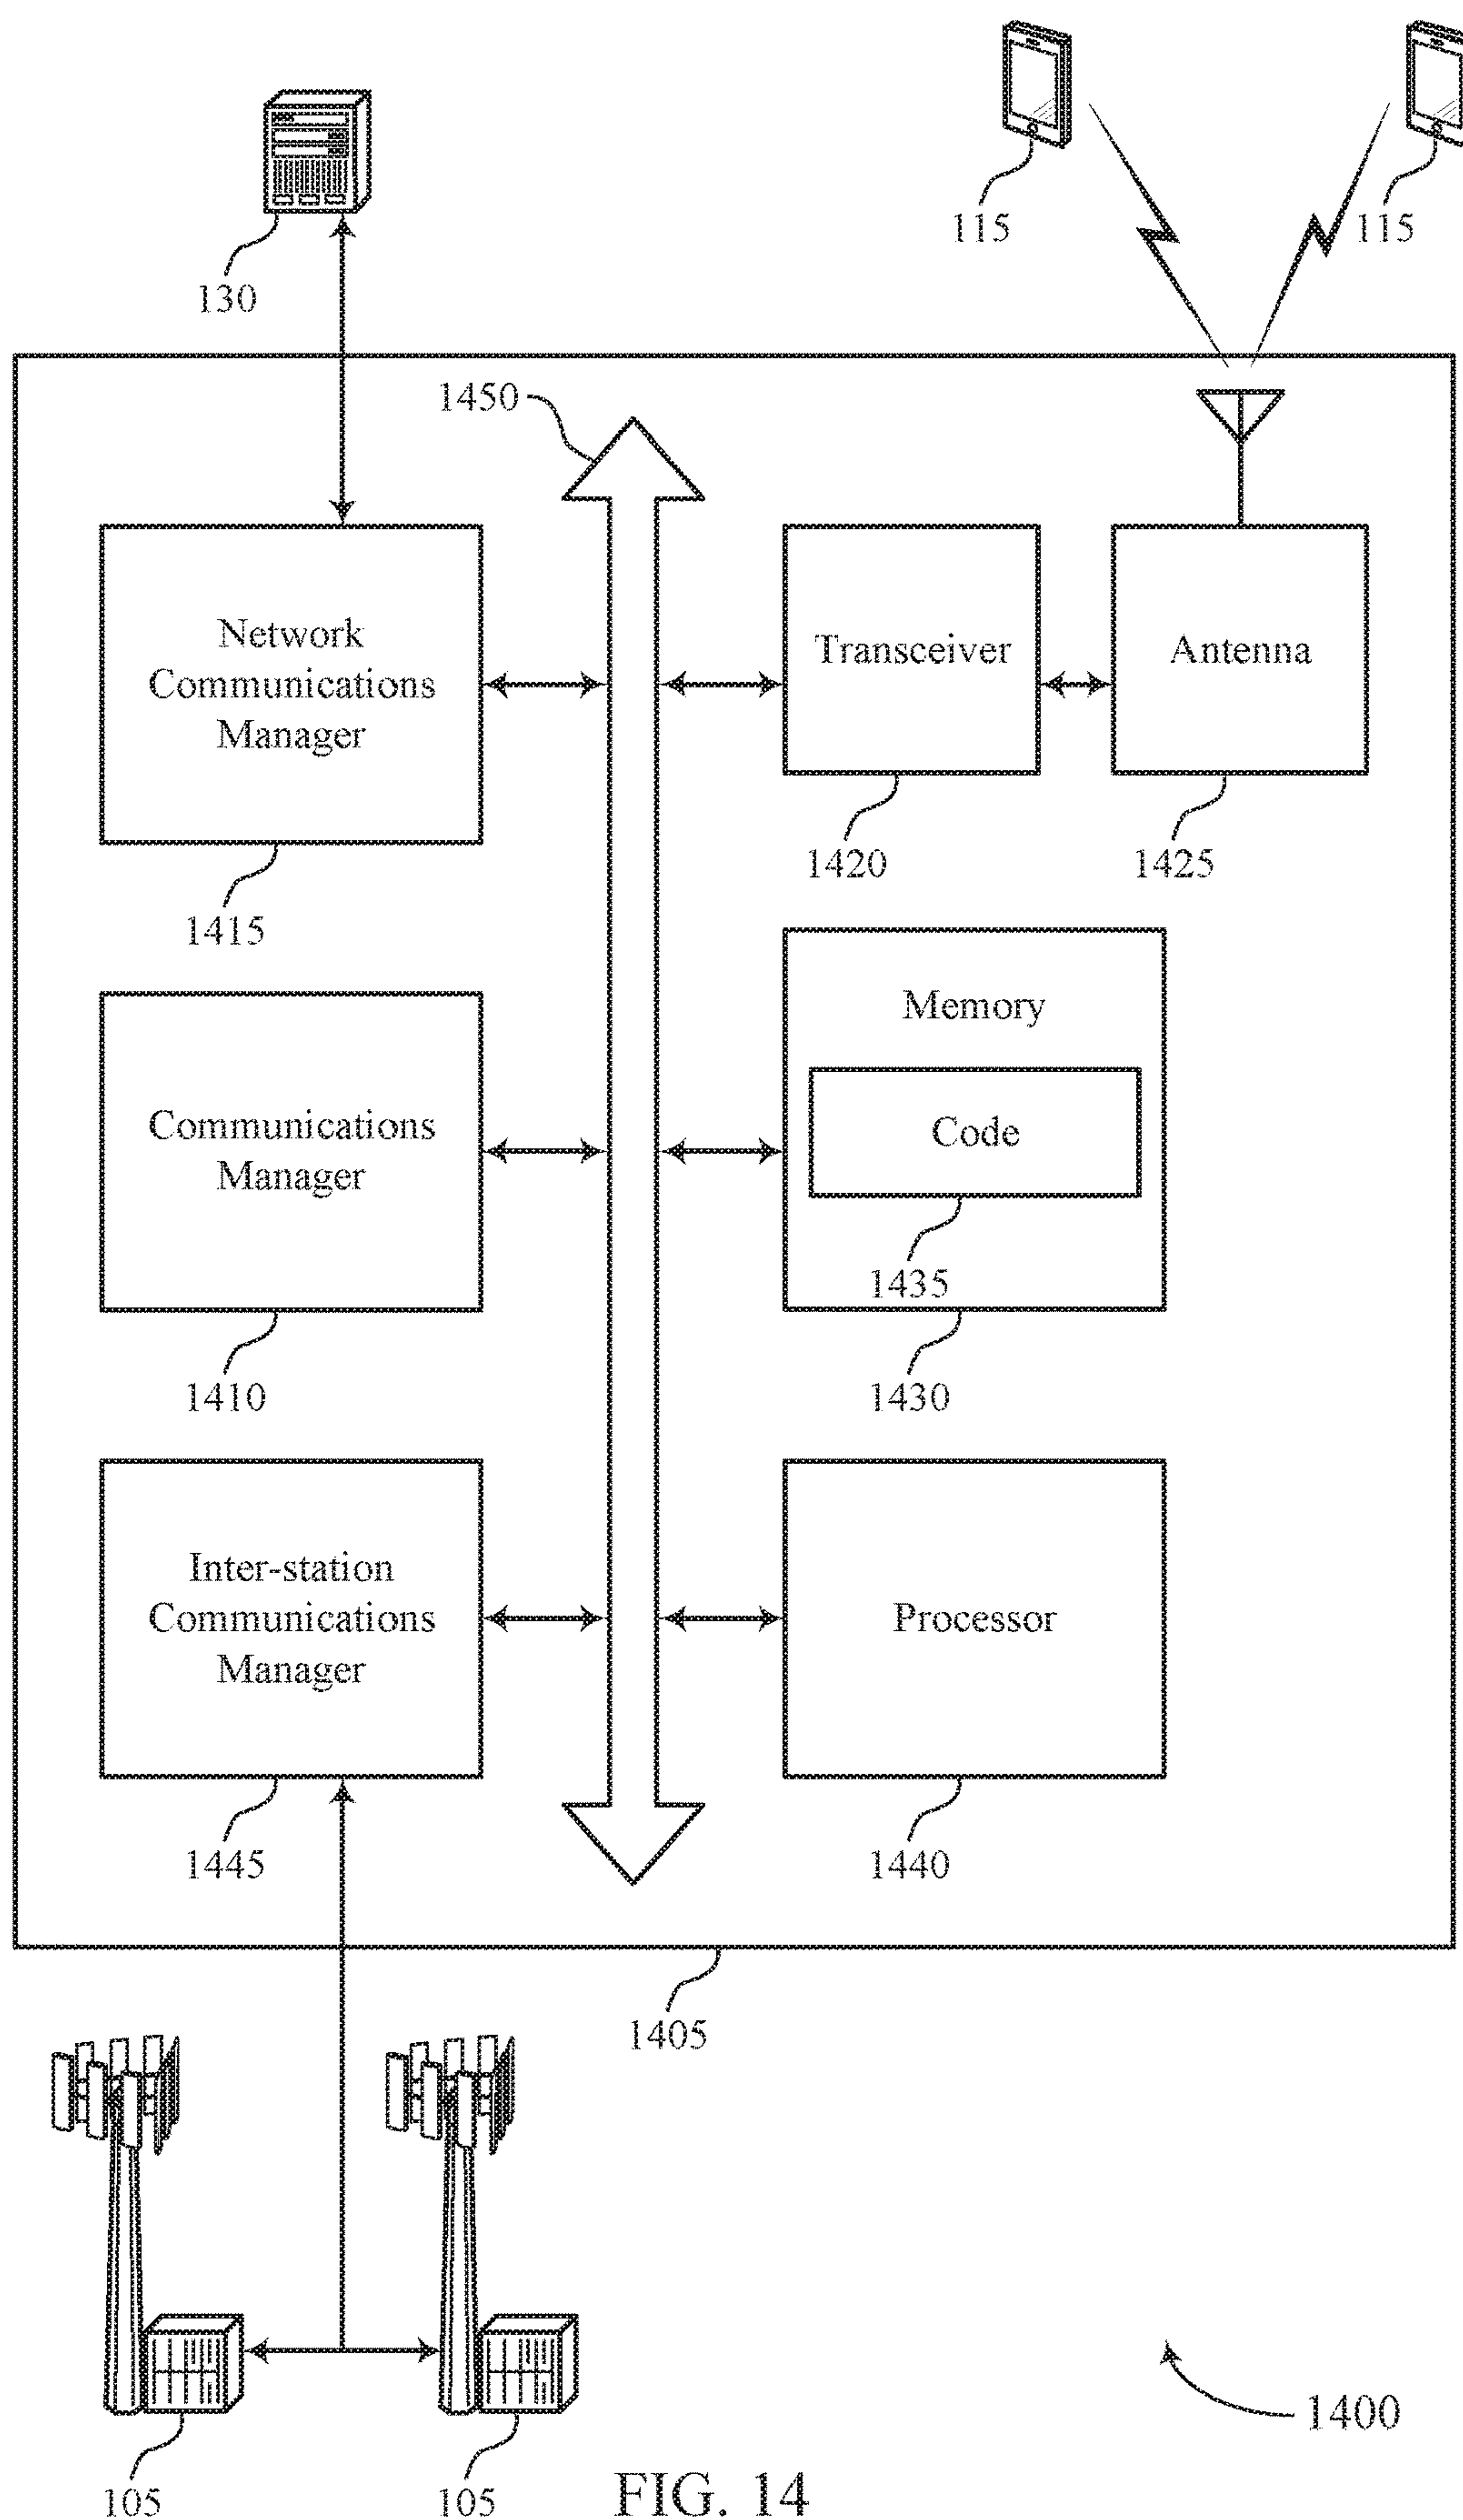 115
115
130
1450
Network
Communications
Manager
1415
Transceiver
1420
Antenna
1425
Communications
Manager
1410
Memory
Code
1435
1430
Inter-station
Communications
Manager
1445
Processor
1440
1405
105
105
1400
FIG. 14